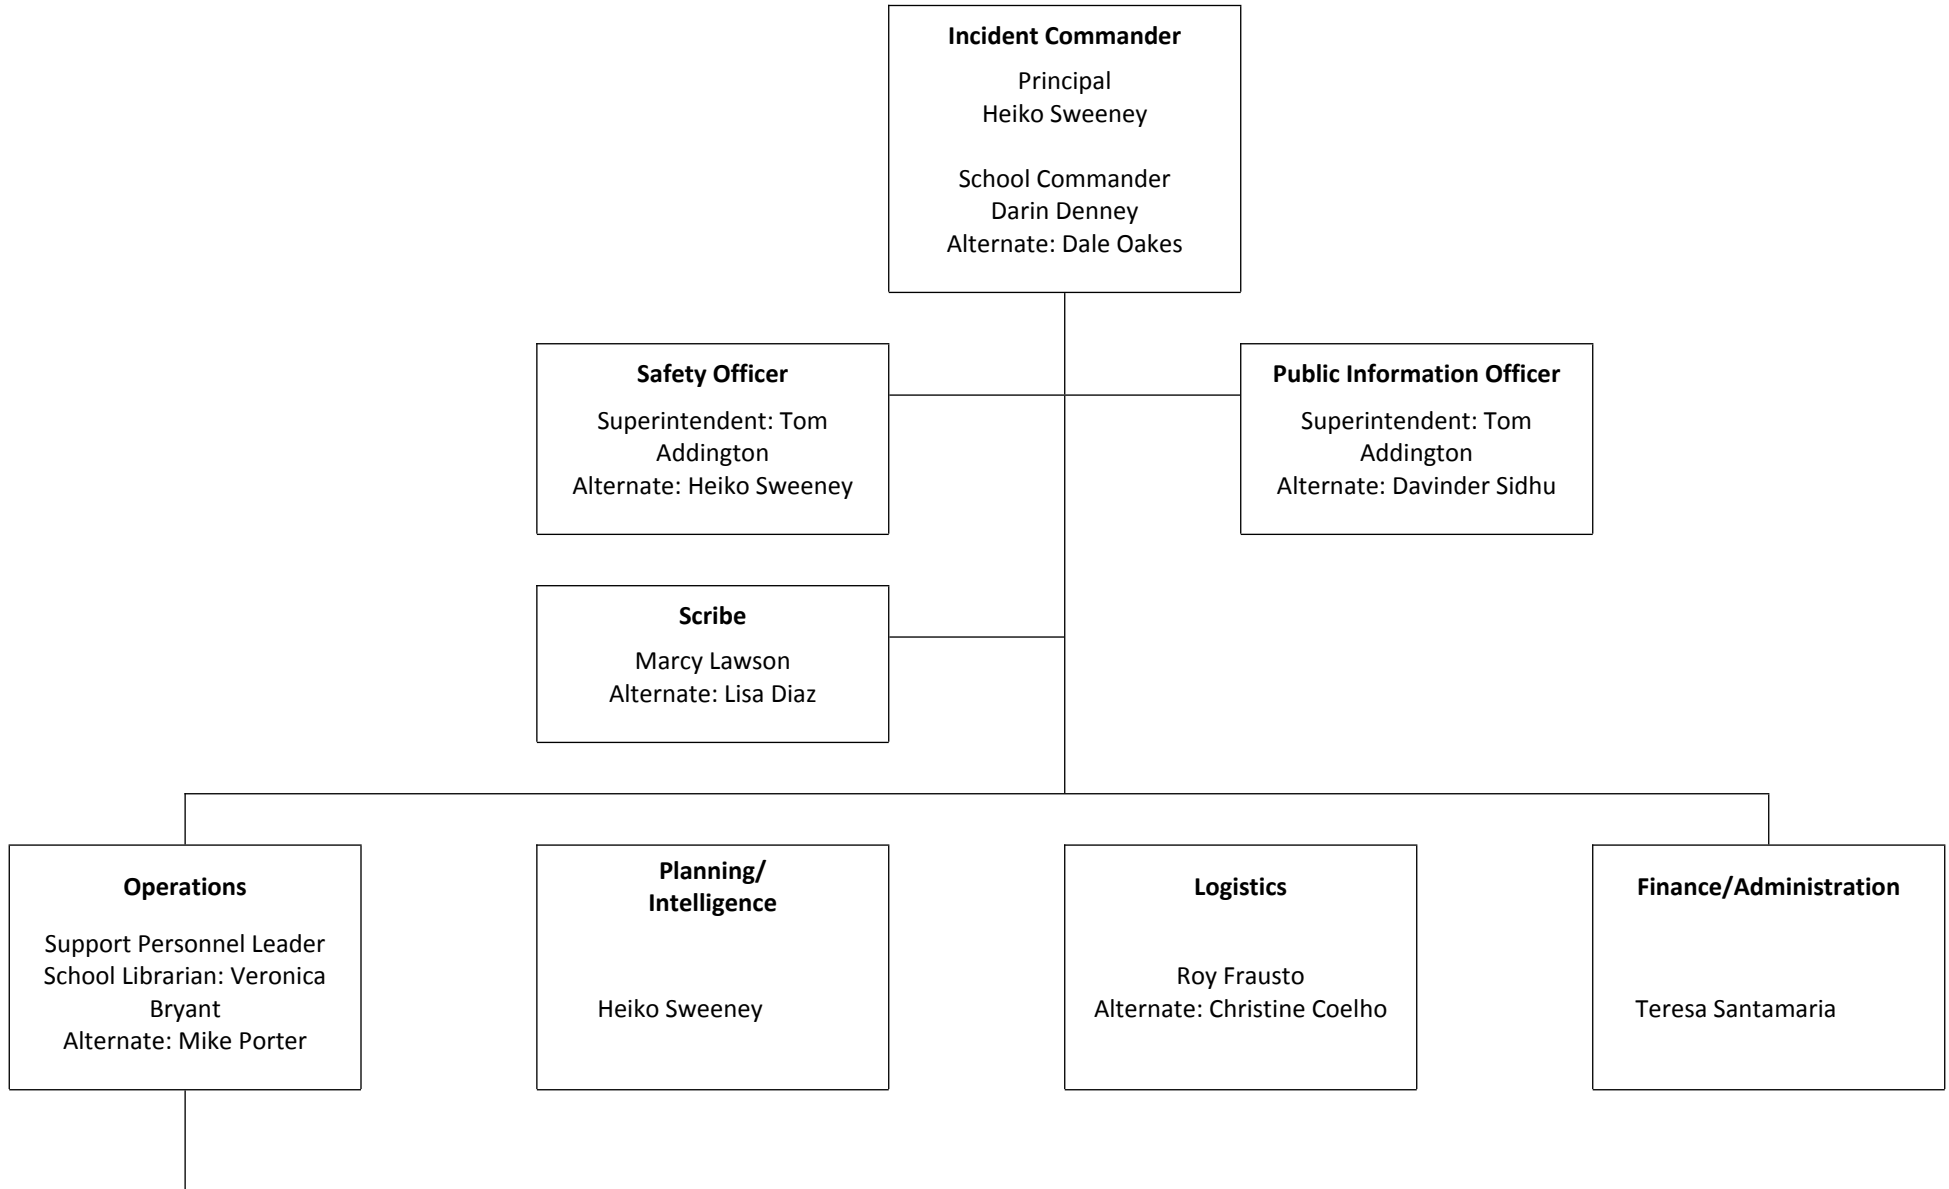 Incident Commander
Principal
Heiko Sweeney
School Commander
Darin Denney
Alternate: Dale Oakes
Safety Officer
Superintendent: Tom
Addington
Alternate: Heiko Sweeney
Public Information Officer
Superintendent: Tom
Addington
Alternate: Davinder Sidhu
Scribe
Marcy Lawson
Alternate: Lisa Diaz
Operations
Support Personnel Leader
School Librarian: Veronica
Bryant
Alternate: Mike Porter
Planning/
Intelligence
Heiko Sweeney
Logistics
Roy Frausto
Alternate: Christine Coelho
Finance/Administration
Teresa Santamaria